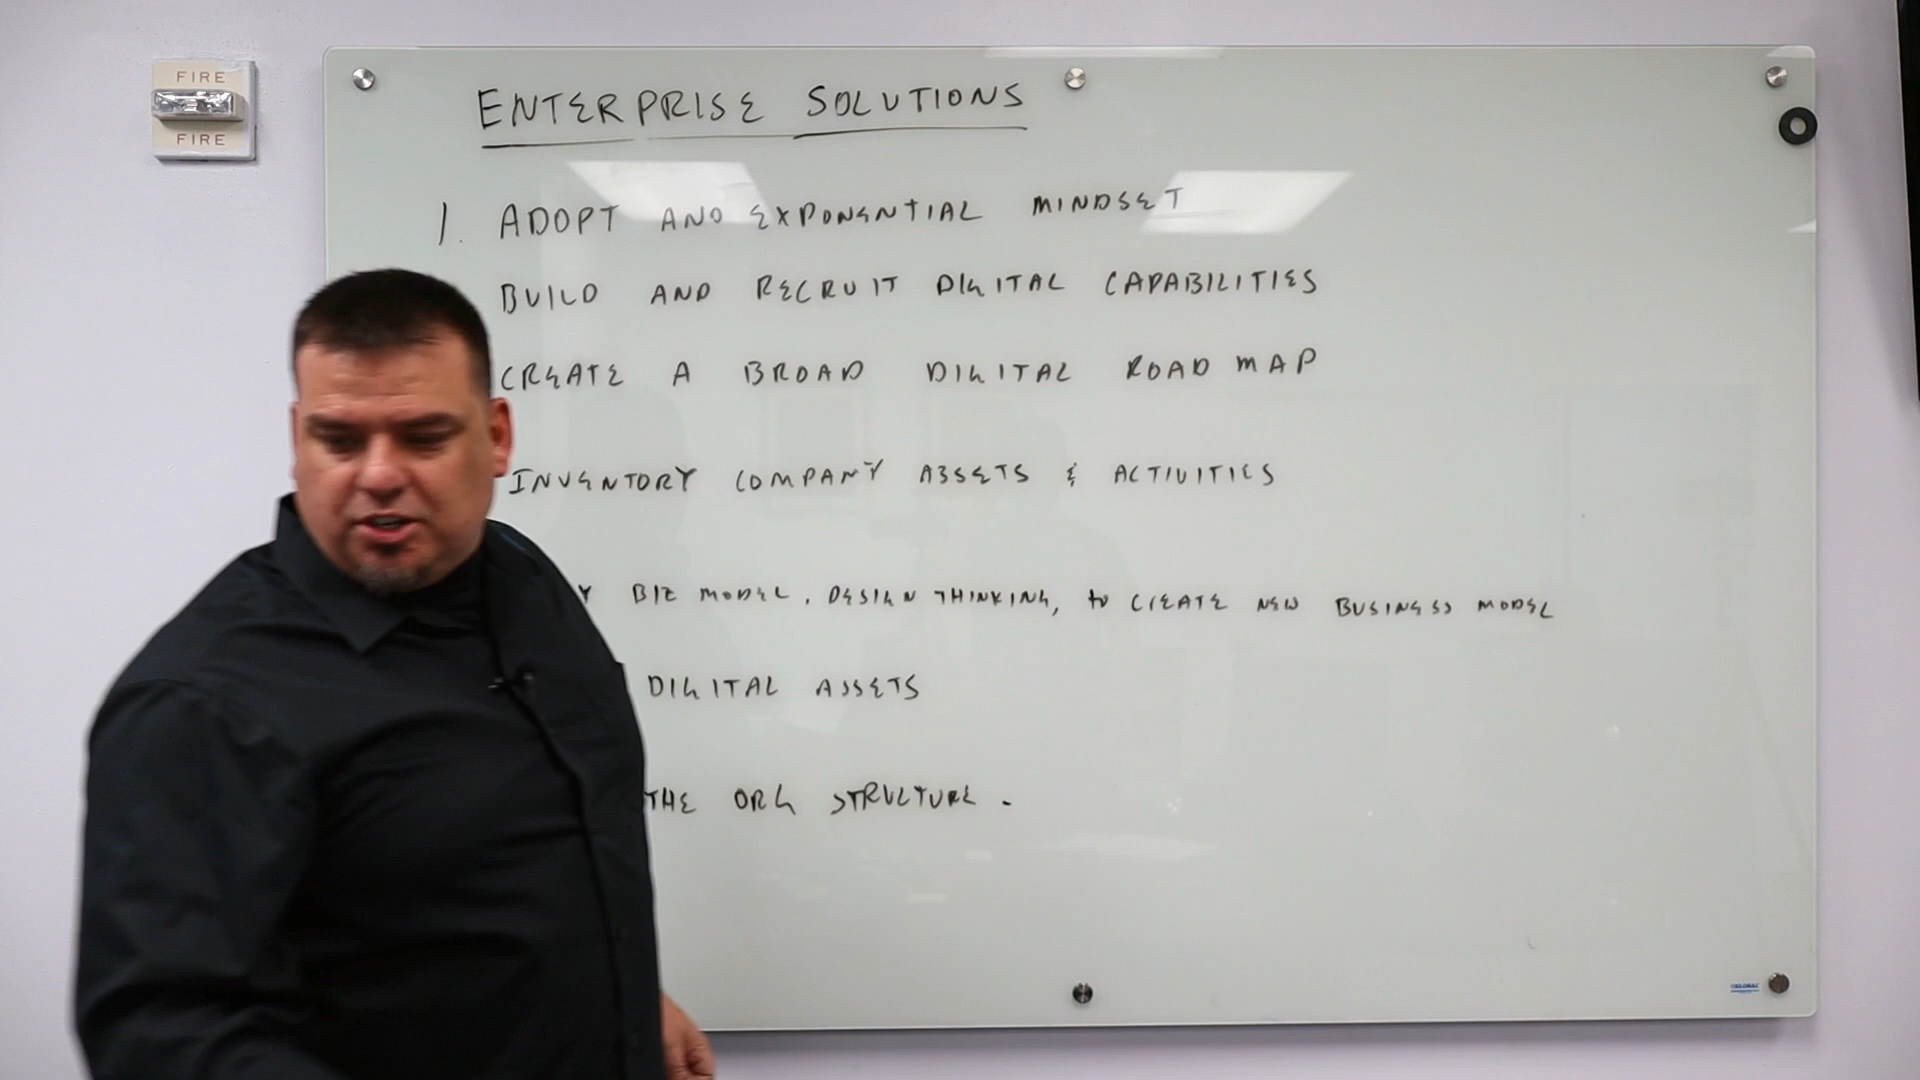 FIRE
FIRE
ENTERPRISE SOLUTIONS
1. ADOPT AND EXPONENTIAL MINDSET
BUILD AND RECRUIT DIGITAL CAPABILITIES
CREATE A BROAD DIGITAL ROAD MAP
INVENTORY COMPANY ASSETS & ACTIVITIES
Y BIZ MODEL, DESIGN THINKING, to CREATE NEW BUSINESS MODEL
DIGITAL ASSETS
THE ORG STRUCTURE.
GLOBAL